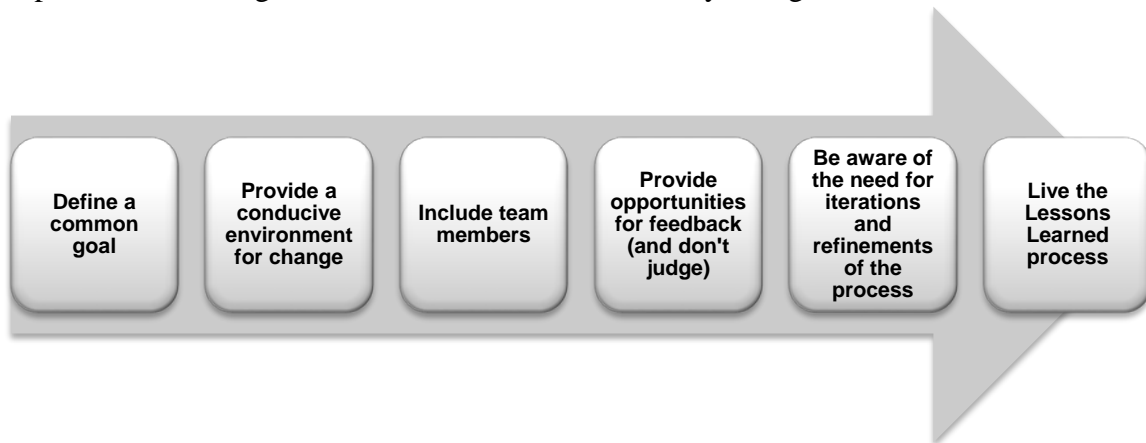 Define a
common
goal
Provide a
conducive
environment
for change
Include team
members
Provide
opportunities
for feedback
(and don't
judge)
Be aware of
the need for
iterations
and
refinements
of the
process
Live the
Lessons
Learned
process